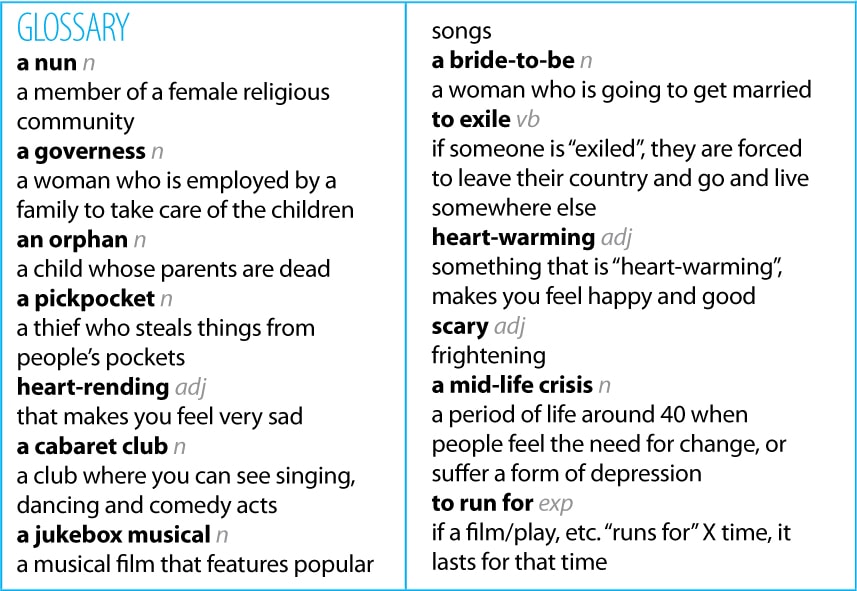 GLOSSARY
a nun n
a member of a female religious
community
a governess n
a woman who is employed by a
family to take care of the children
an orphan n
a child whose parents are dead
a pickpocket n
a thief who steals things from
people’s pockets
heart-rending adj
that makes you feel very sad
a cabaret club n
a club where you can see singing,
dancing and comedy acts
a jukebox musical n
a musical film that features popular
songs
a bride-to-be n
a woman who is going to get married
to exile vb
if someone is “exiled”, they are forced
to leave their country and go and live
somewhere else
heart-warming adj
something that is “heart-warming”,
makes you feel happy and good
scary adj
frightening
a mid-life crisis n
a period of life around 40 when
people feel the need for change, or
suffer a form of depression
to run for exp
if a film/play, etc. “runs for” X time, it
lasts for that time